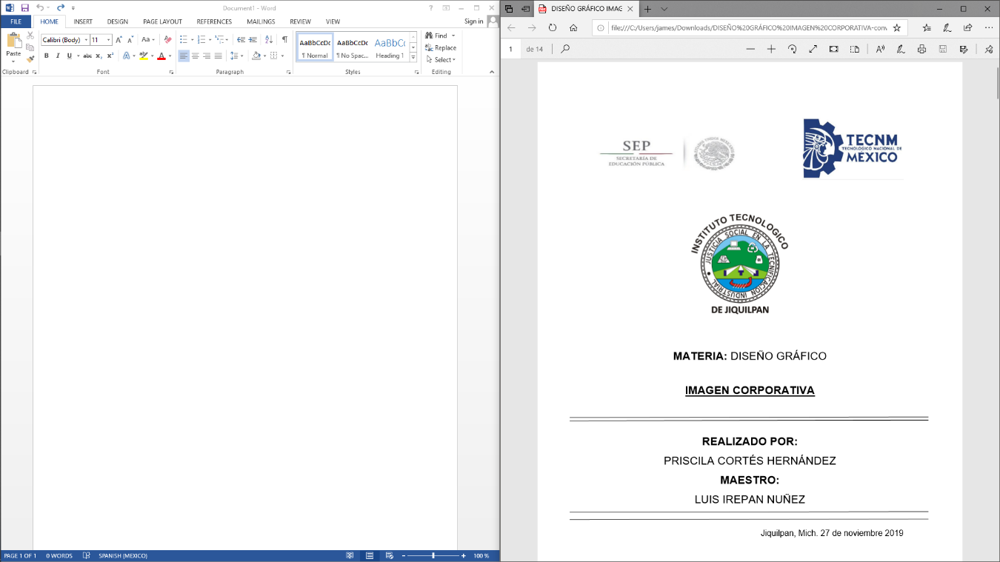 Document1 - Word
Sign in
FILE HOME INSERT DESIGN PAGE LAYOUT REFERENCES MAILINGS REVIEW VIEW
Paste
Calibri (Body) 11
Aa
B I U abc x₂ x²
A ab A
AaBbCcDc AaBbCcDc AaBbCc
¶ Normal ¶ No Spac... Heading 1
Find
Replace
Select
Clipboard Font Paragraph Styles Editing
PAGE 1 OF 1 0 WORDS SPANISH (MEXICO) 100 %
DISEÑO GRÁFICO IMAG
file:///C:/Users/james/Downloads/DISEÑO%20GRÁFICO%20IMAGEN%20CORPORATIVA-conv
1 de 14
SEP
SECRETARÍA DE
EDUCACIÓN PÚBLICA
TECNM
TECNOLÓGICO NACIONAL DE
MÉXICO
INSTITUTO TECNOLOGICO
JUSTICIA SOCIAL EN LA TECNIFICACIÓN INDUSTRIAL
DE JIQUILPAN
MATERIA: DISEÑO GRÁFICO
IMAGEN CORPORATIVA
REALIZADO POR:
PRISCILA CORTÉS HERNÁNDEZ
MAESTRO:
LUIS IREPAN NUÑEZ
Jiquilpan, Mich. 27 de noviembre 2019